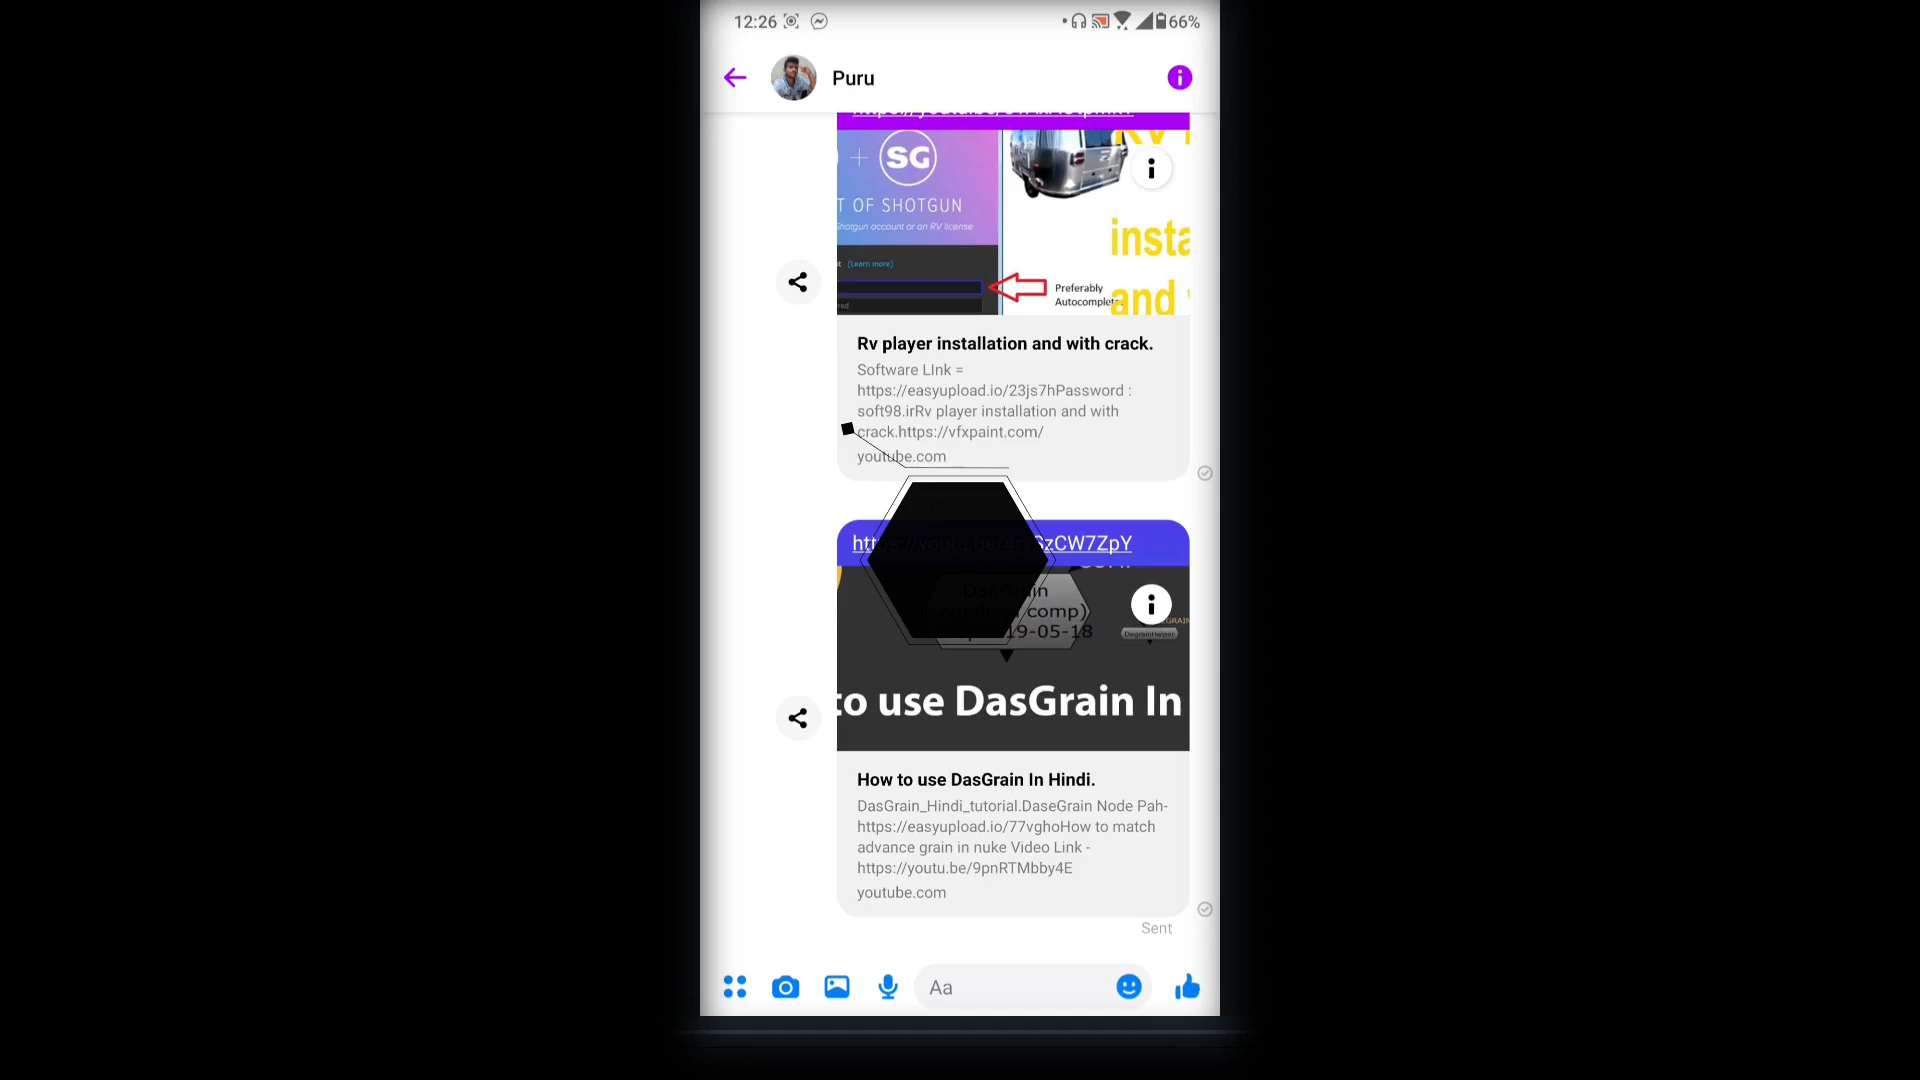 12:26
66%
Puru
SG
T OF SHOTGUN
Shotgun account or an RV license
(Learn more)
Preferably
insta
and
Rv player installation and with crack.
Software LInk =
https://easyupload.io/23js7hPassword :
soft98.irRv player installation and with
crack.https://vfxpaint.com/
youtube.com
zCW7ZpY
DasGrain
comp)
19-05-18
DegrainHelper
to use DasGrain In
How to use DasGrain In Hindi.
DasGrain_Hindi_tutorial.DaseGrain Node Pah-
https://easyupload.io/77vghoHow to match
advance grain in nuke Video Link -
https://youtu.be/9pnRTMbby4E
youtube.com
Sent
Aa